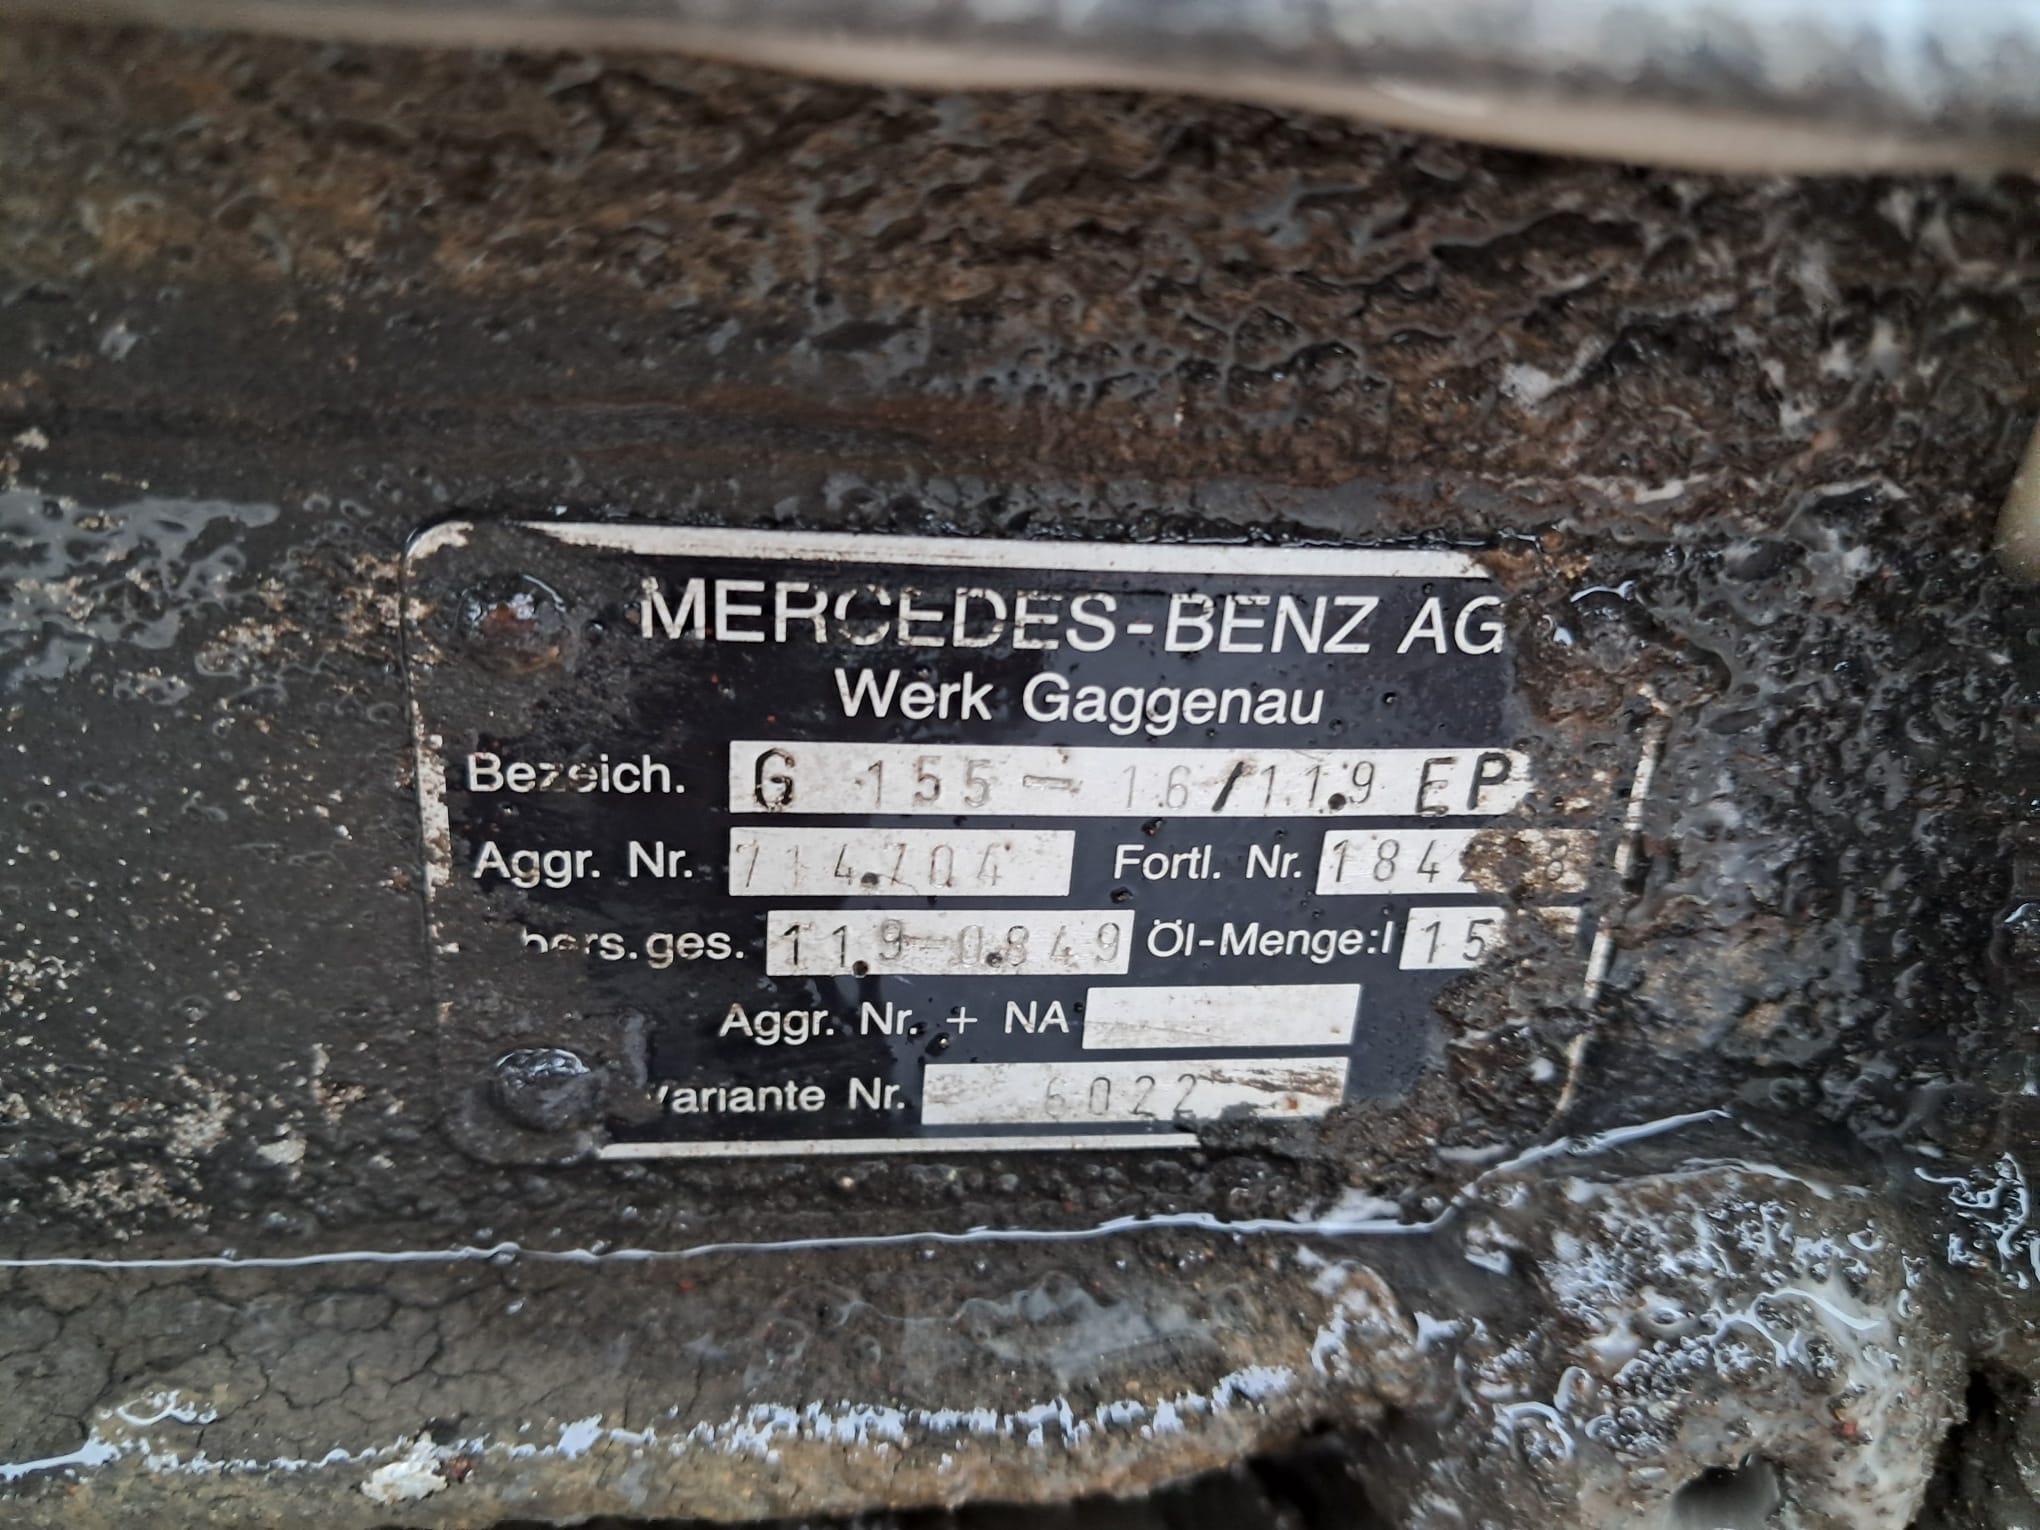 MERCEDES-BENZ AG
Werk Gaggenau
Bezeich. G 155-16/11.9 EP
Aggr. Nr. 714.704 Fortl. Nr.
ges. 11.9-0.849 Öl-Menge:l 15
Aggr. Nr. + NA
Variante Nr. 6022